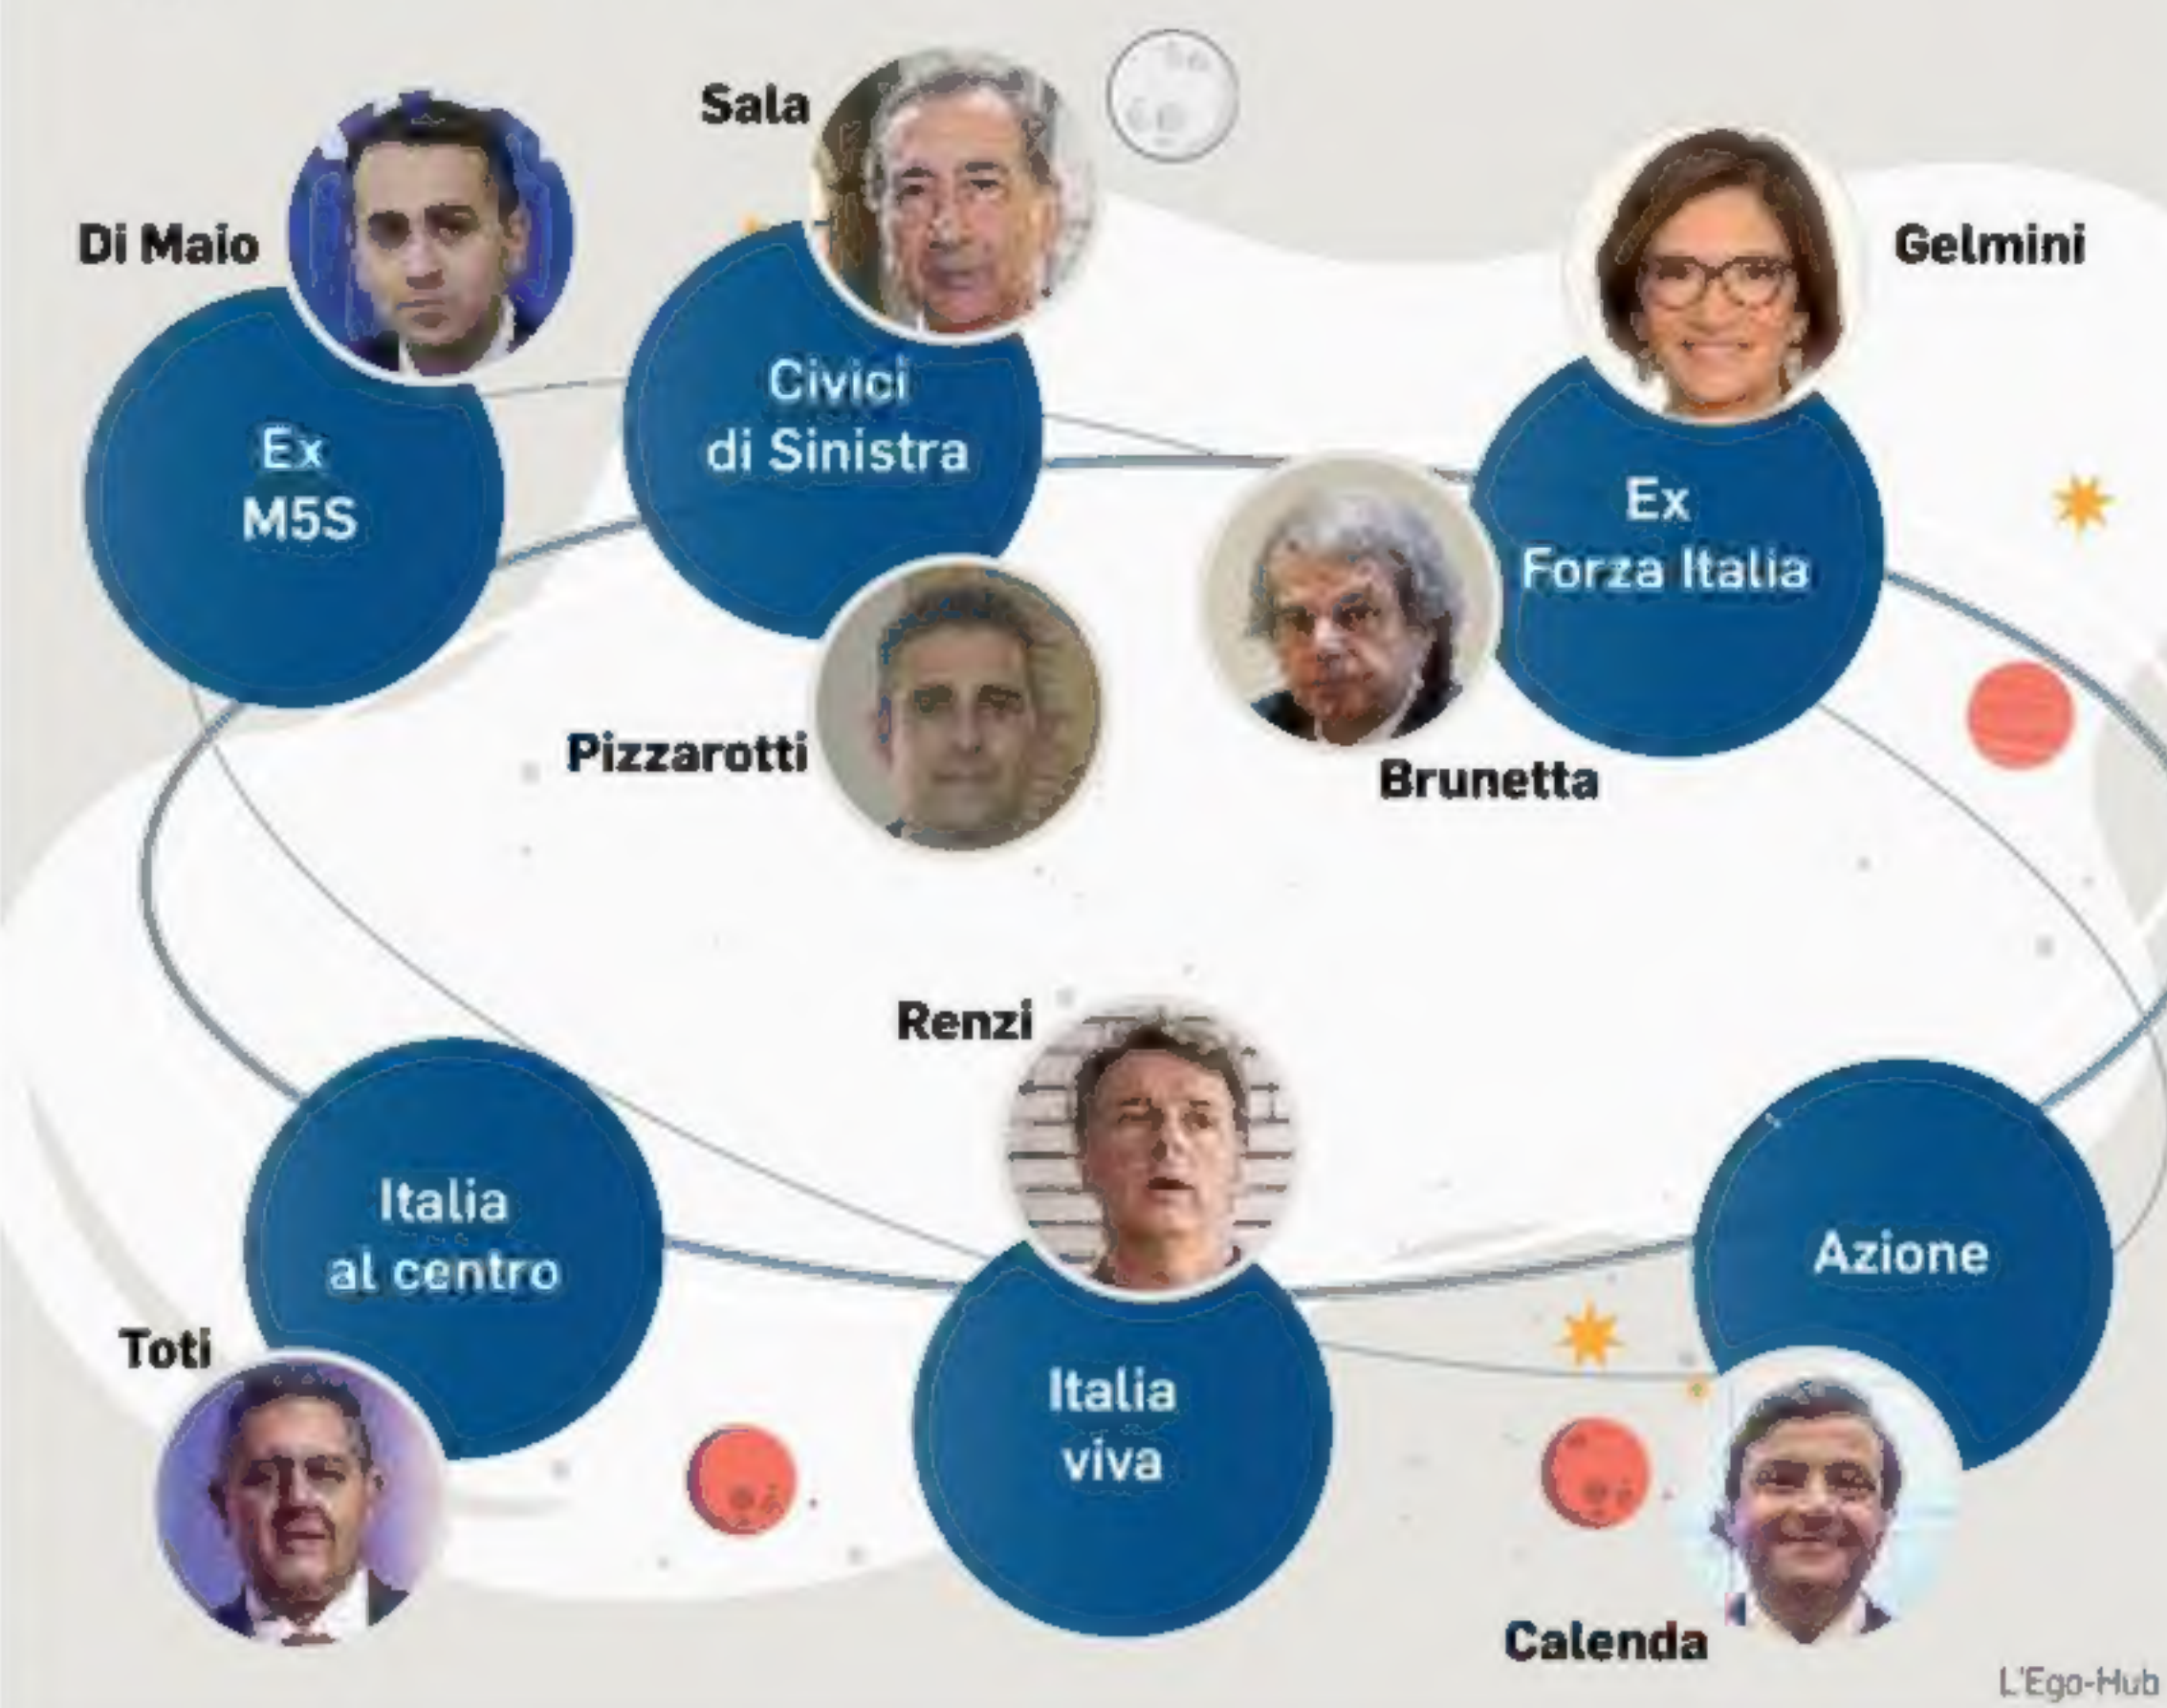 Sala
Di Maio
Gelmini
Civici
di Sinistra
Ex
M5S
Ex
Forza Italia
Pizzarotti
Brunetta
Renzi
Italia
al centro
Azione
Toti
Italia
viva
Calenda
L'Ego-Hub